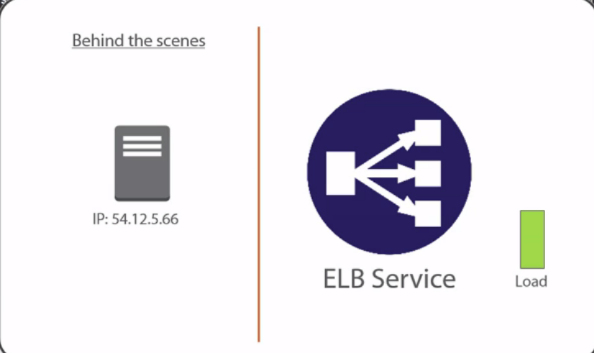 Behind the scenes
IP: 54.12.5.66
ELB Service
Load